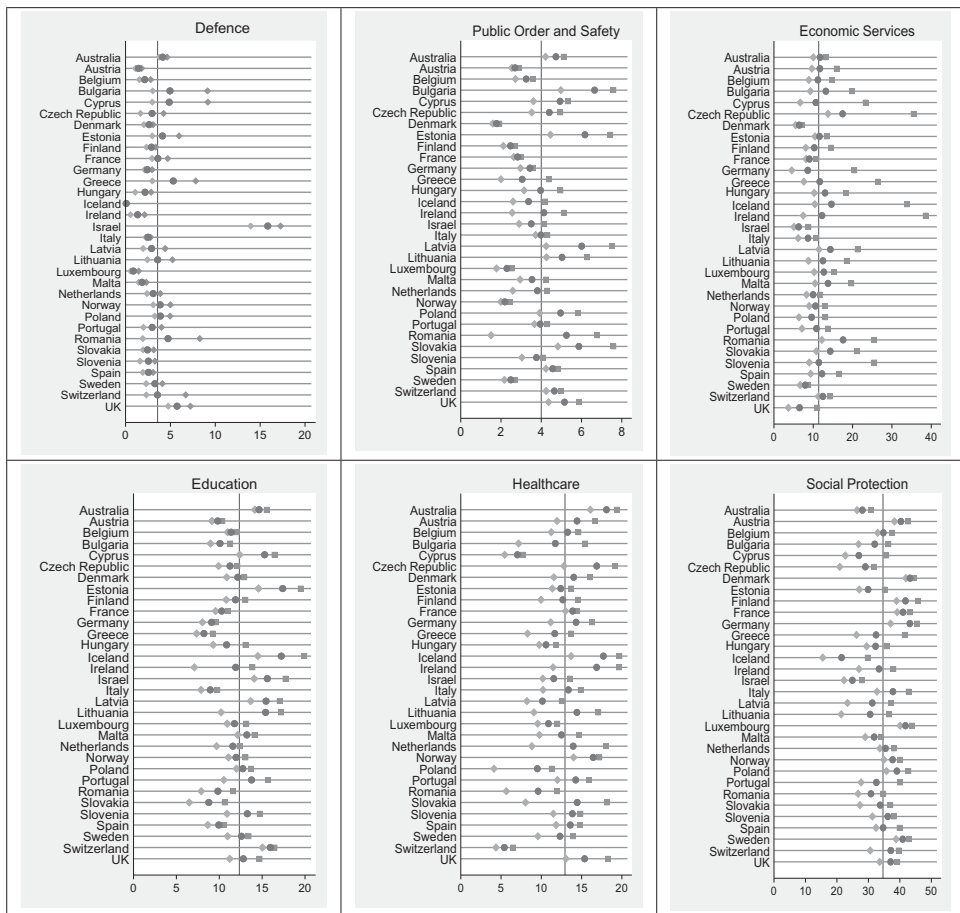 Defence
Australia
Austria
Belgium
Bulgaria
Cyprus
Czech Republic
Denmark
Estonia
Finland
France
Germany
Greece
Hungary
Iceland
Ireland
Israel
Italy
Latvia
Lithuania
Luxembourg
Malta
Netherlands
Norway
Poland
Portugal
Romania
Slovakia
Slovenia
Spain
Sweden
Switzerland
UK
0 5 10 15 20
Public Order and Safety
Australia
Austria
Belgium
Bulgaria
Cyprus
Czech Republic
Denmark
Estonia
Finland
France
Germany
Greece
Hungary
Iceland
Ireland
Israel
Italy
Latvia
Lithuania
Luxembourg
Malta
Netherlands
Norway
Poland
Portugal
Romania
Slovakia
Slovenia
Spain
Sweden
Switzerland
UK
0 2 4 6 8
Economic Services
Australia
Austria
Belgium
Bulgaria
Cyprus
Czech Republic
Denmark
Estonia
Finland
France
Germany
Greece
Hungary
Iceland
Ireland
Israel
Italy
Latvia
Lithuania
Luxembourg
Malta
Netherlands
Norway
Poland
Portugal
Romania
Slovakia
Slovenia
Spain
Sweden
Switzerland
UK
0 10 20 30 40
Education
Australia
Austria
Belgium
Bulgaria
Cyprus
Czech Republic
Denmark
Estonia
Finland
France
Germany
Greece
Hungary
Iceland
Ireland
Israel
Italy
Latvia
Lithuania
Luxembourg
Malta
Netherlands
Norway
Poland
Portugal
Romania
Slovakia
Slovenia
Spain
Sweden
Switzerland
UK
0 5 10 15 20
Healthcare
Australia
Austria
Belgium
Bulgaria
Cyprus
Czech Republic
Denmark
Estonia
Finland
France
Germany
Greece
Hungary
Iceland
Ireland
Israel
Italy
Latvia
Lithuania
Luxembourg
Malta
Netherlands
Norway
Poland
Portugal
Romania
Slovakia
Slovenia
Spain
Sweden
Switzerland
UK
0 5 10 15 20
Social Protection
Australia
Austria
Belgium
Bulgaria
Cyprus
Czech Republic
Denmark
Estonia
Finland
France
Germany
Greece
Hungary
Iceland
Ireland
Israel
Italy
Latvia
Lithuania
Luxembourg
Malta
Netherlands
Norway
Poland
Portugal
Romania
Slovakia
Slovenia
Spain
Sweden
Switzerland
UK
0 10 20 30 40 50